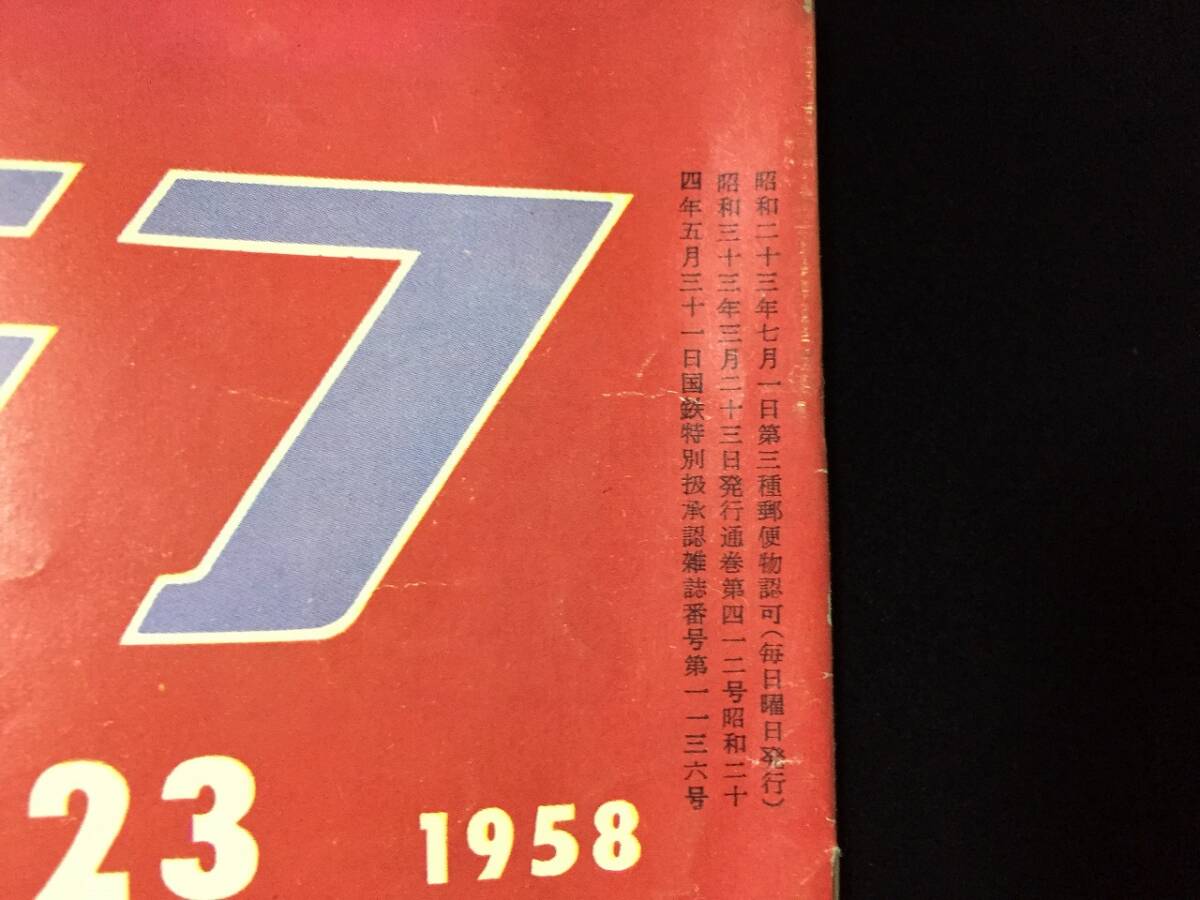 フ
23
1958
昭和二十三年七月一日第三種郵便物認可(毎日曜日発行)
昭和三十三年三月二十三日発行通巻第四一二号昭和二十
四年五月三十一日国鉄特別扱承認雑誌番号第一一三六号